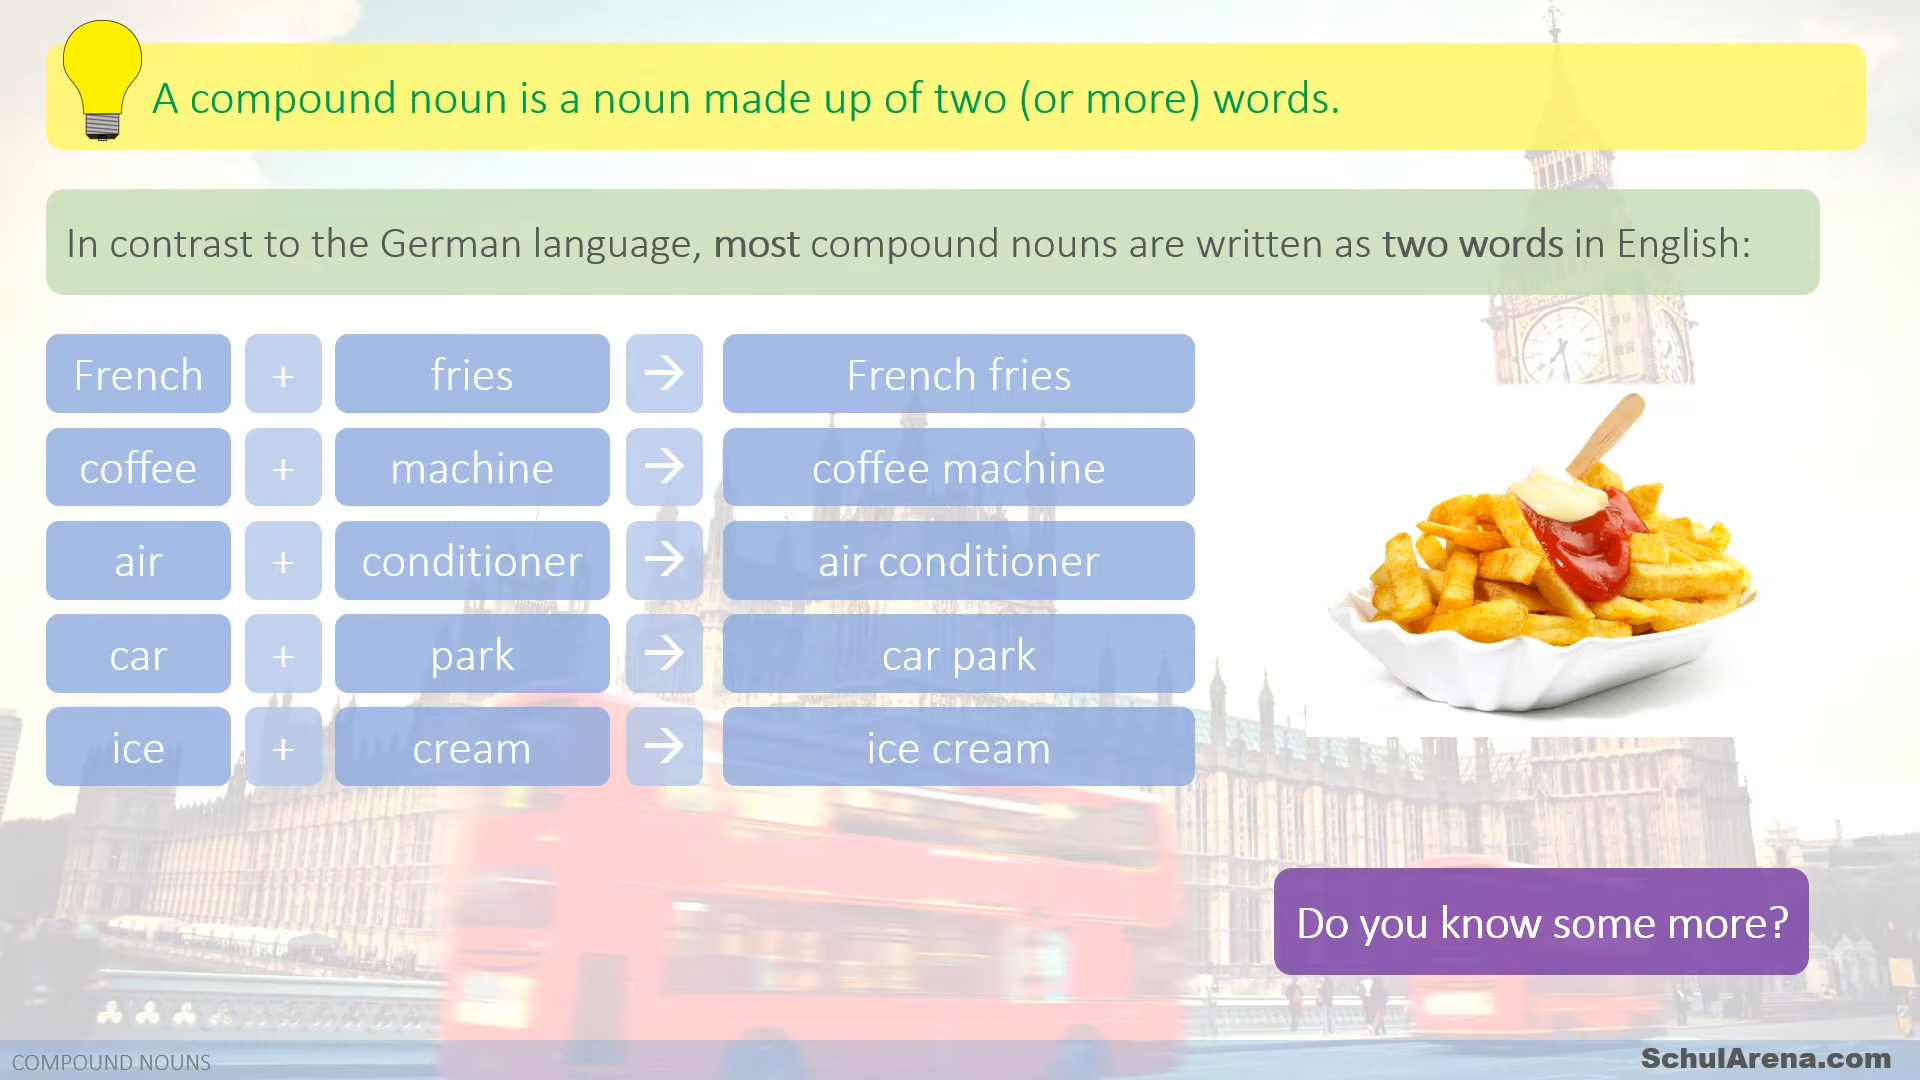 A compound noun is a noun made up of two (or more) words.
In contrast to the German language, most compound nouns are written as two words in English:
French + fries → French fries
coffee + machine → coffee machine
air + conditioner → air conditioner
car + park → car park
ice + cream → ice cream
Do you know some more?
COMPOUND NOUNS
SchulArena.com